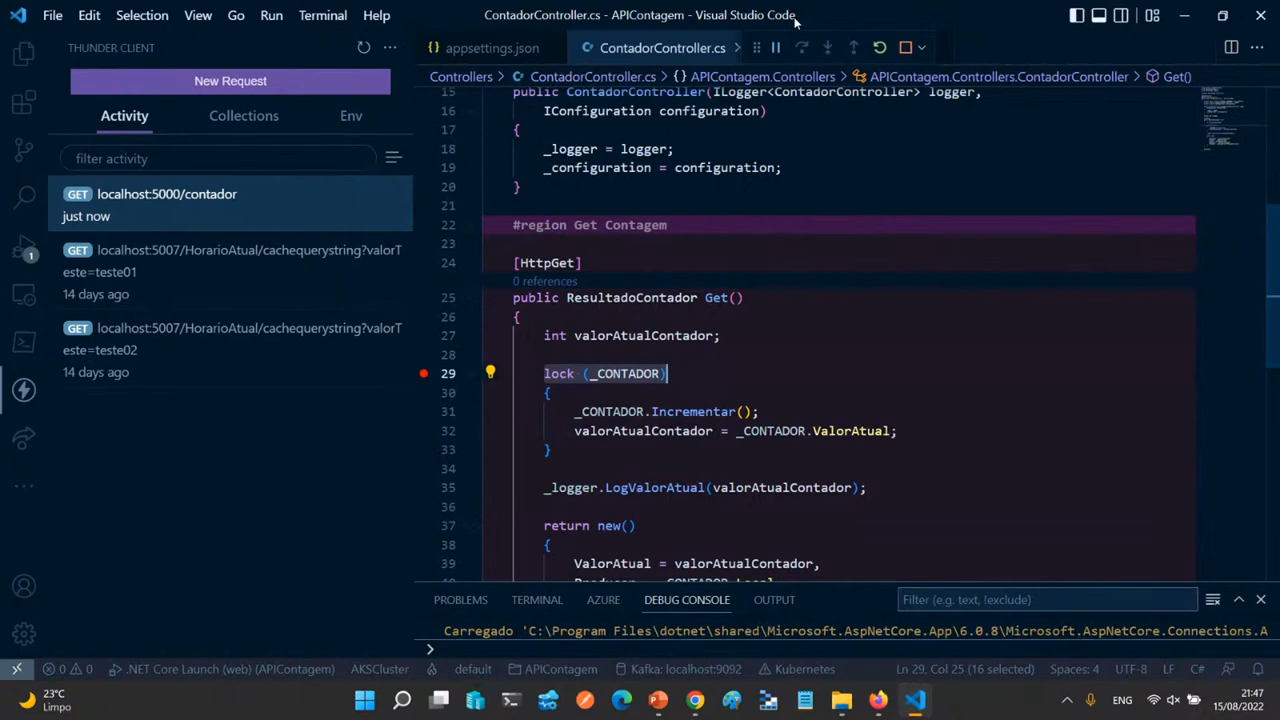 File Edit Selection View Go Run Terminal Help
ContadorController.cs - APIContagem - Visual Studio Code
THUNDER CLIENT
New Request
Activity Collections Env
filter activity
GET localhost:5000/contador
just now
GET localhost:5007/HorarioAtual/cachequerystring?valorT
este=teste01
14 days ago
GET localhost:5007/HorarioAtual/cachequerystring?valorT
este=teste02
14 days ago
1
appsettings.json ContadorController.cs
Controllers > ContadorController.cs > APIContagem.Controllers > APIContagem.Controllers.ContadorController > Get()
15 public ContadorController(ILogger<ContadorController> logger,
16 IConfiguration configuration)
17 {
18 _logger = logger;
19 _configuration = configuration;
20 }
22 #region Get Contagem
23
24 [HttpGet]
0 references
25 public ResultadoContador Get()
26 {
27 int valorAtualContador;
28
29 lock (_CONTADOR)
30 {
31 _CONTADOR.Incrementar();
32 valorAtualContador = _CONTADOR.ValorAtual;
33 }
35 _logger.LogValorAtual(valorAtualContador);
36
37 return new()
38 {
39 ValorAtual = valorAtualContador,
PROBLEMS TERMINAL AZURE DEBUG CONSOLE OUTPUT
Filter (e.g. text, !exclude)
Carregado 'C:\Program Files\dotnet\shared\Microsoft.AspNetCore.App\6.0.8\Microsoft.AspNetCore.Connections.A
>
0 0 .NET Core Launch (web) (APIContagem) AKSCluster default APIContagem Kafka: localhost:9092 Kubernetes Ln 29, Col 25 (16 selected) Spaces: 4 UTF-8 LF C#
23°C
Limpo
ENG
21:47
15/08/2022